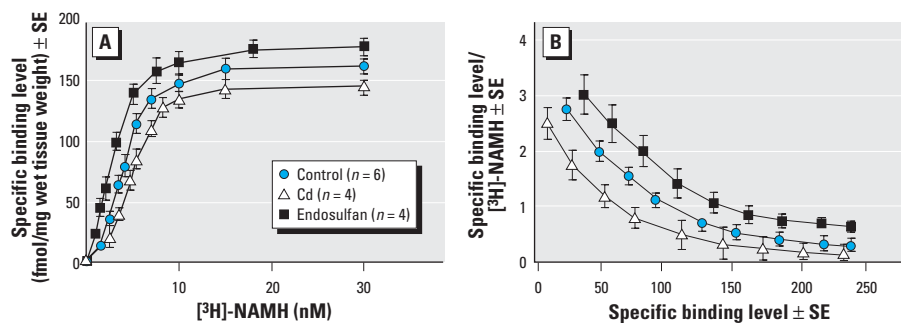 A
Specific binding level
(fmol/mg wet tissue weight) ± SE
200
150
100
50
0
10
20
30
[³H]-NAMH (nM)
Control (n = 6)
Cd (n = 4)
Endosulfan (n = 4)
B
Specific binding level/
[³H]-NAMH ± SE
4
3
2
1
0
0
50
100
150
200
250
Specific binding level ± SE